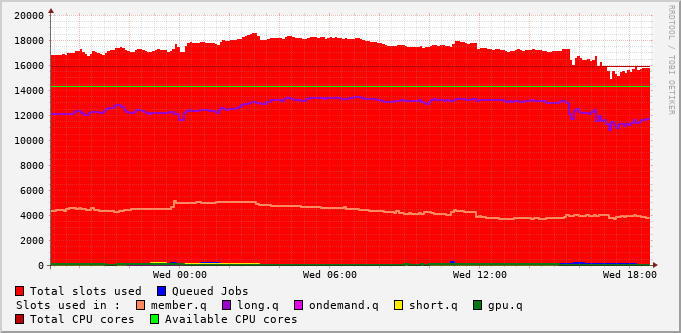 20000
18000
16000
14000
12000
10000
8000
6000
4000
2000
0
Wed 00:00 Wed 06:00 Wed 12:00 Wed 18:00
RRDTOOL / TOBI OETIKER
Total slots used Queued Jobs
Slots used in : member.q long.q ondemand.q short.q gpu.q
Total CPU cores Available CPU cores